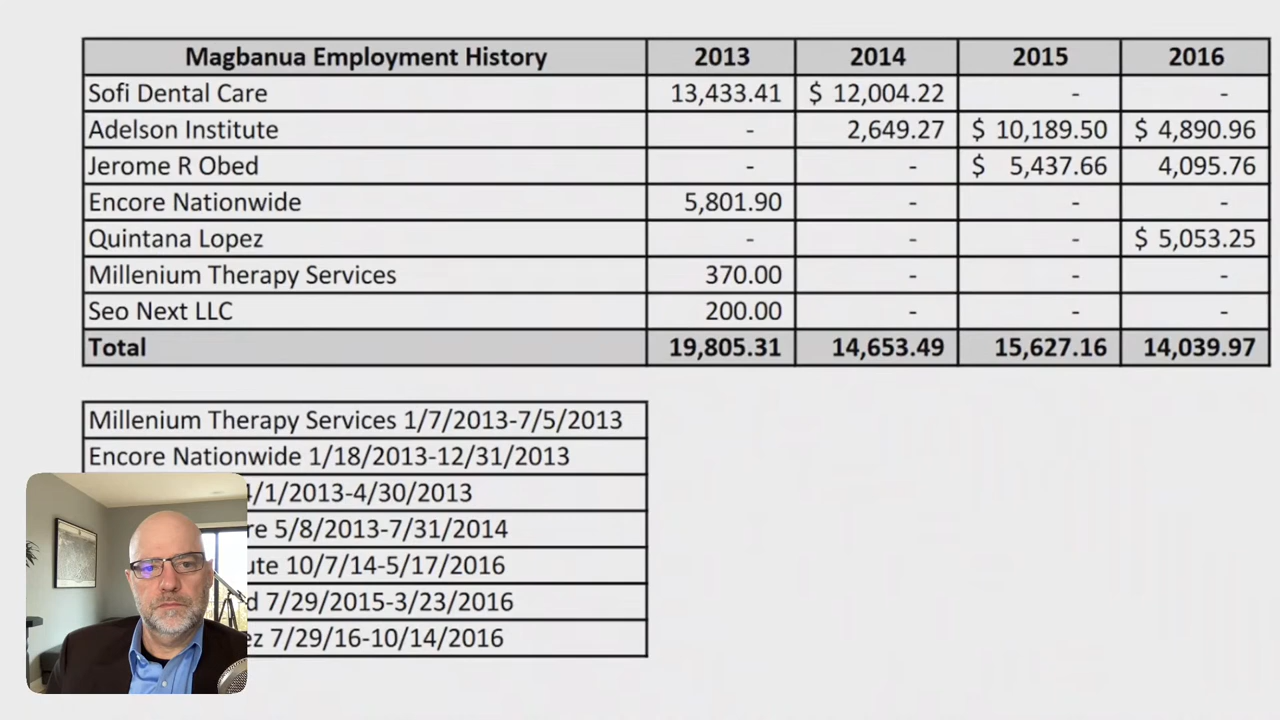 Magbanua Employment History 2013 2014 2015 2016
Sofi Dental Care 13,433.41 $ 12,004.22 - -
Adelson Institute - 2,649.27 $ 10,189.50 $ 4,890.96
Jerome R Obed - - $ 5,437.66 4,095.76
Encore Nationwide 5,801.90 - - -
Quintana Lopez - - - $ 5,053.25
Millenium Therapy Services 370.00 - - -
Seo Next LLC 200.00 - - -
Total 19,805.31 14,653.49 15,627.16 14,039.97
Millenium Therapy Services 1/7/2013-7/5/2013
Encore Nationwide 1/18/2013-12/31/2013
4/1/2013-4/30/2013
re 5/8/2013-7/31/2014
ute 10/7/14-5/17/2016
d 7/29/2015-3/23/2016
ez 7/29/16-10/14/2016